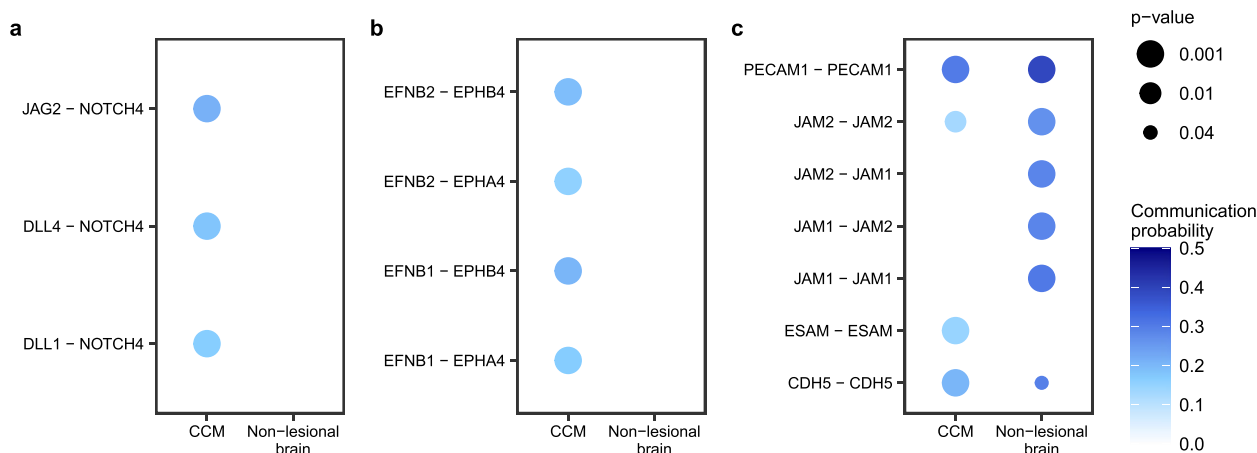 a
JAG2 − NOTCH4
DLL4 − NOTCH4
DLL1 − NOTCH4
CCM
Non−lesional
brain
b
EFNB2 − EPHB4
EFNB2 − EPHA4
EFNB1 − EPHB4
EFNB1 − EPHA4
CCM
Non−lesional
brain
c
PECAM1 − PECAM1
JAM2 − JAM2
JAM2 − JAM1
JAM1 − JAM2
JAM1 − JAM1
ESAM − ESAM
CDH5 − CDH5
CCM
Non−lesional
brain
p−value
0.001
0.01
0.04
Communication
probability
0.5
0.4
0.3
0.2
0.1
0.0